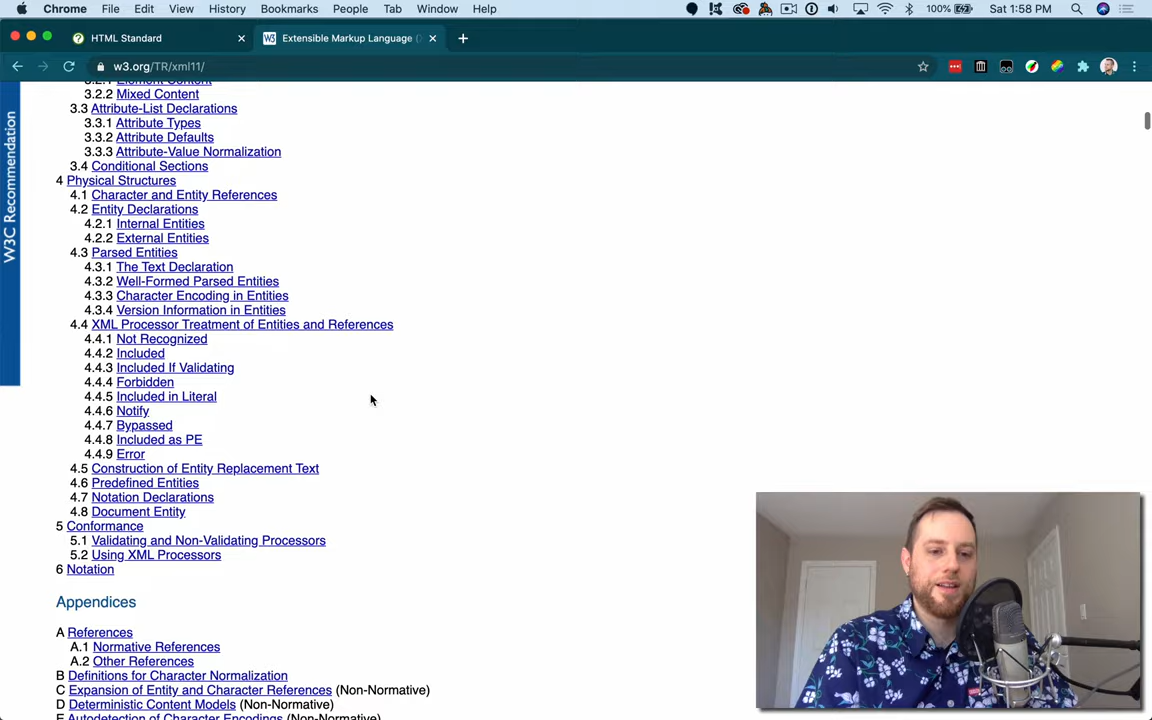 Chrome File Edit View History Bookmarks People Tab Window Help 100% Sat 1:58 PM
HTML Standard Extensible Markup Language (
w3.org/TR/xml11/
W3C Recommendation
3.2.1 Element Content
3.2.2 Mixed Content
3.3 Attribute-List Declarations
3.3.1 Attribute Types
3.3.2 Attribute Defaults
3.3.3 Attribute-Value Normalization
3.4 Conditional Sections
4 Physical Structures
4.1 Character and Entity References
4.2 Entity Declarations
4.2.1 Internal Entities
4.2.2 External Entities
4.3 Parsed Entities
4.3.1 The Text Declaration
4.3.2 Well-Formed Parsed Entities
4.3.3 Character Encoding in Entities
4.3.4 Version Information in Entities
4.4 XML Processor Treatment of Entities and References
4.4.1 Not Recognized
4.4.2 Included
4.4.3 Included If Validating
4.4.4 Forbidden
4.4.5 Included in Literal
4.4.6 Notify
4.4.7 Bypassed
4.4.8 Included as PE
4.4.9 Error
4.5 Construction of Entity Replacement Text
4.6 Predefined Entities
4.7 Notation Declarations
4.8 Document Entity
5 Conformance
5.1 Validating and Non-Validating Processors
5.2 Using XML Processors
6 Notation
Appendices
A References
A.1 Normative References
A.2 Other References
B Definitions for Character Normalization
C Expansion of Entity and Character References (Non-Normative)
D Deterministic Content Models (Non-Normative)
E Autodetection of Character Encodings (Non-Normative)